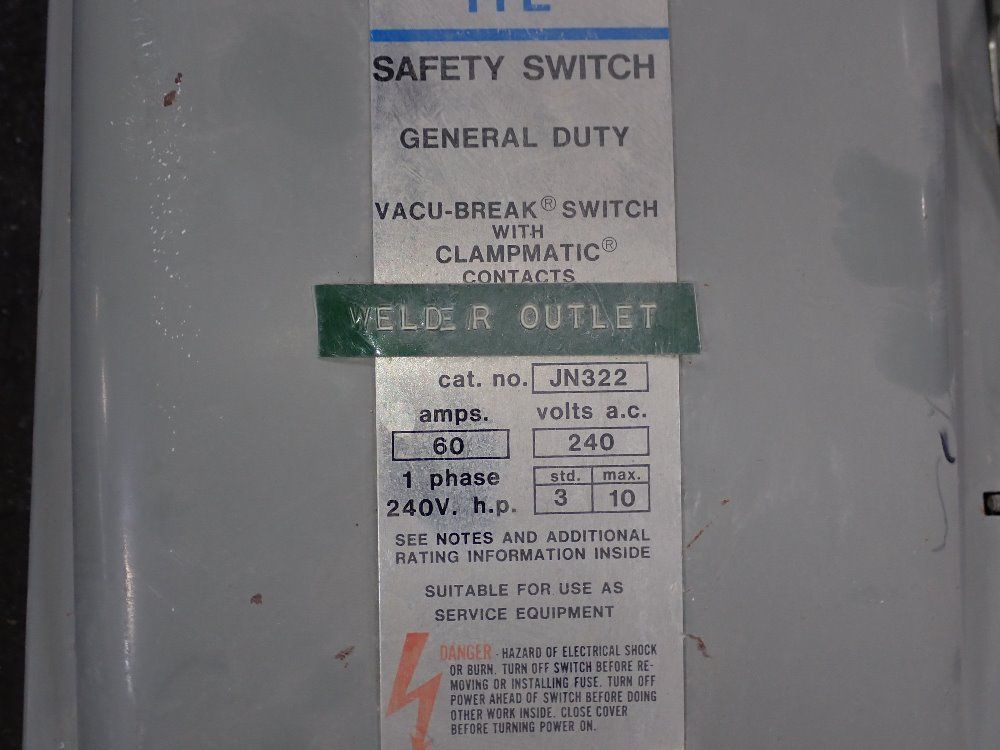 ITE
SAFETY SWITCH
GENERAL DUTY
VACU-BREAK® SWITCH
WITH
CLAMPMATIC®
CONTACTS
WELDER OUTLET
cat. no. JN322
amps. volts a.c.
60 240
1 phase std. max.
240V. h.p. 3 10
SEE NOTES AND ADDITIONAL
RATING INFORMATION INSIDE
SUITABLE FOR USE AS
SERVICE EQUIPMENT
DANGER - HAZARD OF ELECTRICAL SHOCK
OR BURN. TURN OFF SWITCH BEFORE RE-
MOVING OR INSTALLING FUSE. TURN OFF
POWER AHEAD OF SWITCH BEFORE DOING
OTHER WORK INSIDE. CLOSE COVER
BEFORE TURNING POWER ON.